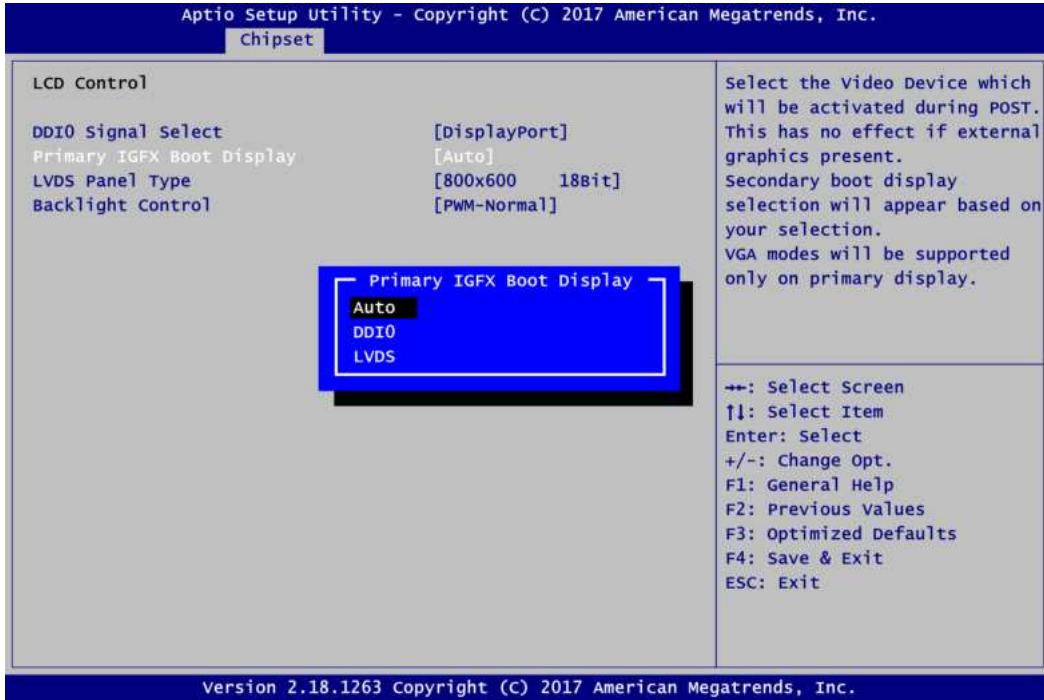 Aptio Setup Utility - Copyright (C) 2017 American Megatrends, Inc.
Chipset
LCD Control
DDI0 Signal Select [DisplayPort]
Primary IGFX Boot Display [Auto]
LVDS Panel Type [800x600 18Bit]
Backlight Control [PWM-Normal]
Primary IGFX Boot Display
Auto
DDI0
LVDS
Select the Video Device which
will be activated during POST.
This has no effect if external
graphics present.
Secondary boot display
selection will appear based on
your selection.
VGA modes will be supported
only on primary display.
→←: Select Screen
↑↓: Select Item
Enter: Select
+/-: Change Opt.
F1: General Help
F2: Previous Values
F3: Optimized Defaults
F4: Save & Exit
ESC: Exit
Version 2.18.1263 Copyright (C) 2017 American Megatrends, Inc.